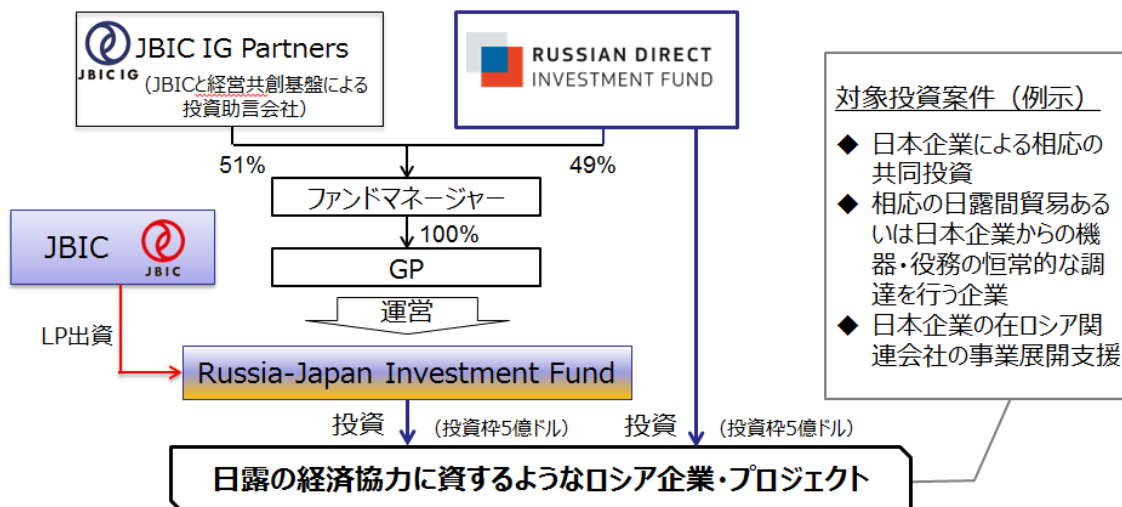 JBIC IG
JBIC IG Partners
（JBICと経営共創基盤による
投資助言会社）
RUSSIAN DIRECT
INVESTMENT FUND
51%
49%
ファンドマネージャー
100%
GP
運営
JBIC
JBIC
LP出資
Russia-Japan Investment Fund
投資 （投資枠5億ドル）
投資 （投資枠5億ドル）
日露の経済協力に資するようなロシア企業・プロジェクト
対象投資案件（例示）
◆ 日本企業による相応の
共同投資
◆ 相応の日露間貿易ある
いは日本企業からの機
器・役務の恒常的な調
達を行う企業
◆ 日本企業の在ロシア関
連会社の事業展開支援